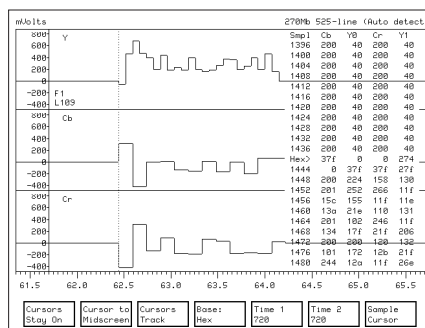 mVolts 270Mb 525-line (Auto detect
800
600
400
200
0
-200
-400
Y
F1
L109
800
600
400
200
0
-200
-400
Cb
800
600
400
200
0
-200
-400
Cr
Smpl Cb Y0 Cr Y1
1396 200 40 200 40
1400 200 40 200 40
1404 200 40 200 40
1408 200 40 200 40
1412 200 40 200 40
1416 200 40 200 40
1420 200 40 200 40
1424 200 40 200 40
1428 200 40 200 40
1432 200 40 200 40
1436 200 40 200 40
Hex> 37f 0 0 274
1444 0 37f 37f 27f
1448 200 224 158 130
1452 201 252 266 11f
1456 15c 155 11f 11e
1460 13a 21e 110 131
1464 201 102 246 11f
1468 134 17f 21f 206
1472 200 200 120 132
1476 101 172 12b 21f
1480 244 12a 11f 26e
61.5 62.0 62.5 63.0 63.5 64.0 64.5 65.0 65.5
Cursors Stay On
Cursor to Midscreen
Cursors Track
Base: Hex
Time 1 720
Time 2 720
Sample Cursor